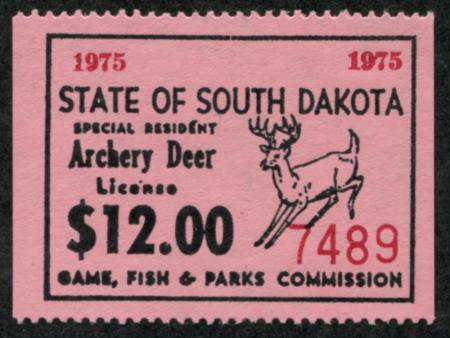 1975 1975
STATE OF SOUTH DAKOTA
SPECIAL RESIDENT
Archery Deer
License
$12.00
7489
GAME, FISH & PARKS COMMISSION